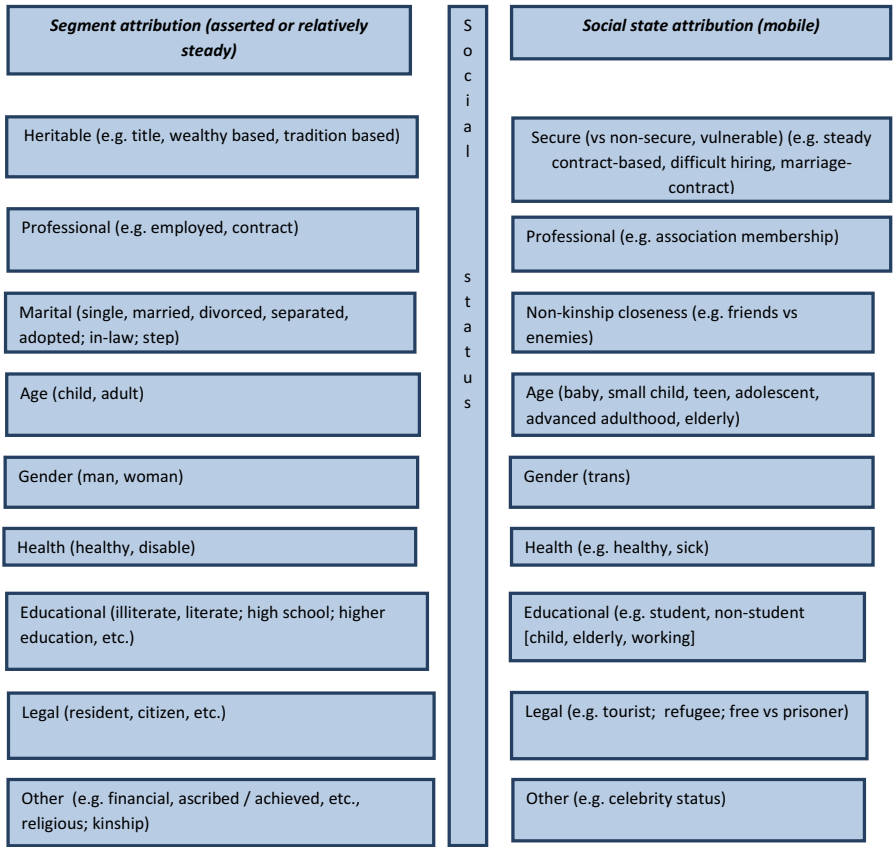 Segment attribution (asserted or relatively
steady)
Heritable (e.g. title, wealthy based, tradition based)
Professional (e.g. employed, contract)
Marital (single, married, divorced, separated,
adopted; in-law; step)
Age (child, adult)
Gender (man, woman)
Health (healthy, disable)
Educational (illiterate, literate; high school; higher
education, etc.)
Legal (resident, citizen, etc.)
Other (e.g. financial, ascribed / achieved, etc.,
religious; kinship)
S
o
c
i
a
l
s
t
a
t
u
s
Social state attribution (mobile)
Secure (vs non-secure, vulnerable) (e.g. steady
contract-based, difficult hiring, marriage-
contract)
Professional (e.g. association membership)
Non-kinship closeness (e.g. friends vs
enemies)
Age (baby, small child, teen, adolescent,
advanced adulthood, elderly)
Gender (trans)
Health (e.g. healthy, sick)
Educational (e.g. student, non-student
[child, elderly, working]
Legal (e.g. tourist; refugee; free vs prisoner)
Other (e.g. celebrity status)